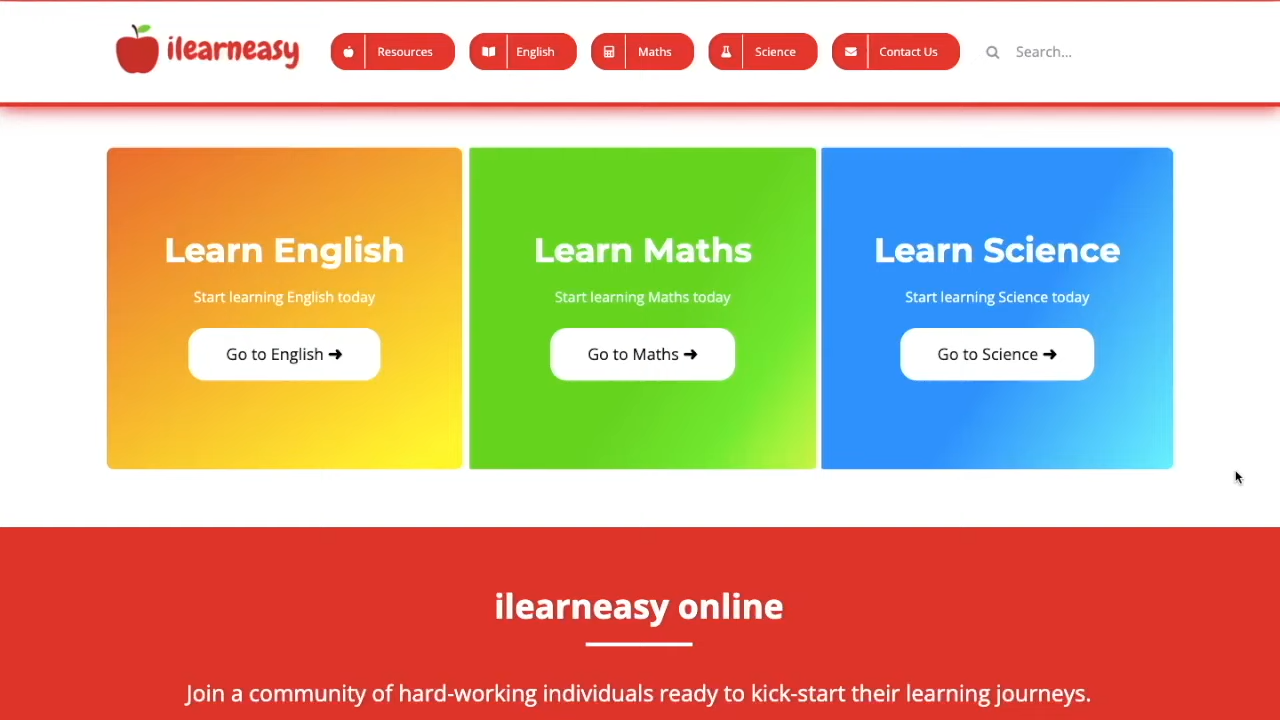 ilearneasy
Resources
English
Maths
Science
Contact Us
Search...
Learn English
Start learning English today
Go to English ➜
Learn Maths
Start learning Maths today
Go to Maths ➜
Learn Science
Start learning Science today
Go to Science ➜
ilearneasy online
Join a community of hard-working individuals ready to kick-start their learning journeys.